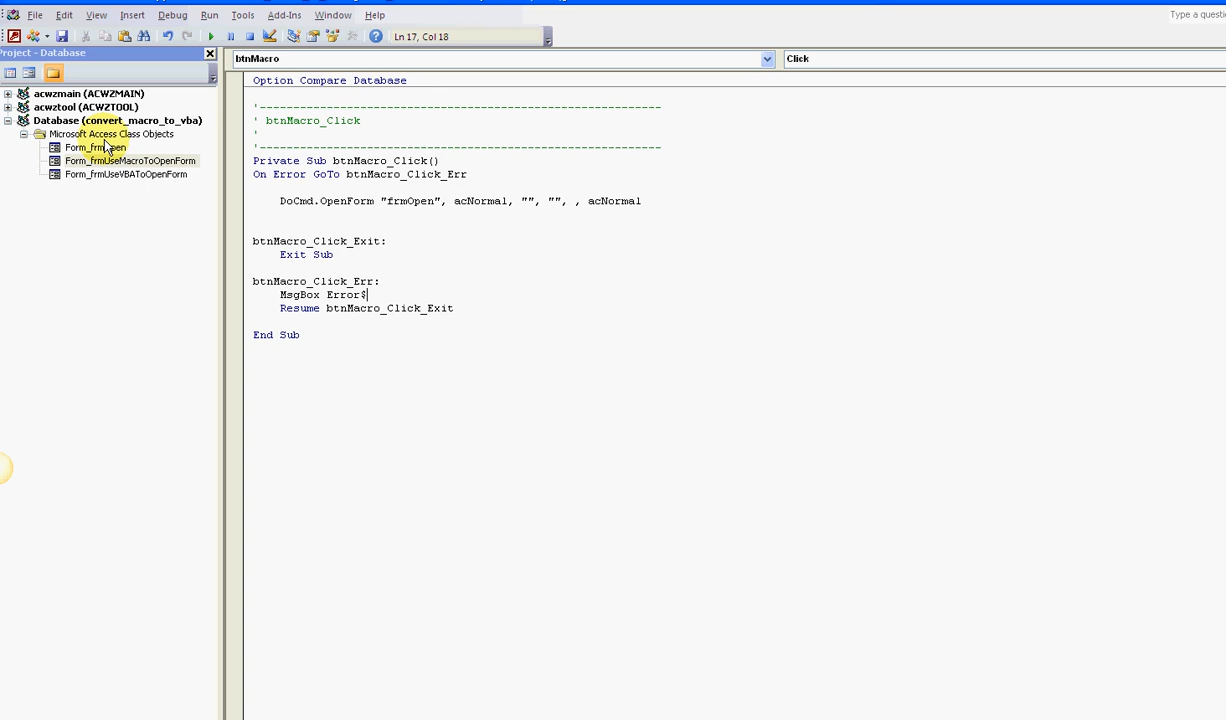 File Edit View Insert Debug Run Tools Add-Ins Window Help Type a questi
Ln 17, Col 18
Project - Database
btnMacro Click
acwzmain (ACWZMAIN)
acwztool (ACWZTOOL)
Database (convert_macro_to_vba)
Microsoft Access Class Objects
Form_frmOpen
Form_frmUseMacroToOpenForm
Form_frmUseVBAToOpenForm
Option Compare Database
'------------------------------------------------------------
' btnMacro_Click
'
'------------------------------------------------------------
Private Sub btnMacro_Click()
On Error GoTo btnMacro_Click_Err
DoCmd.OpenForm "frmOpen", acNormal, "", "", , acNormal
btnMacro_Click_Exit:
Exit Sub
btnMacro_Click_Err:
MsgBox Error$
Resume btnMacro_Click_Exit
End Sub